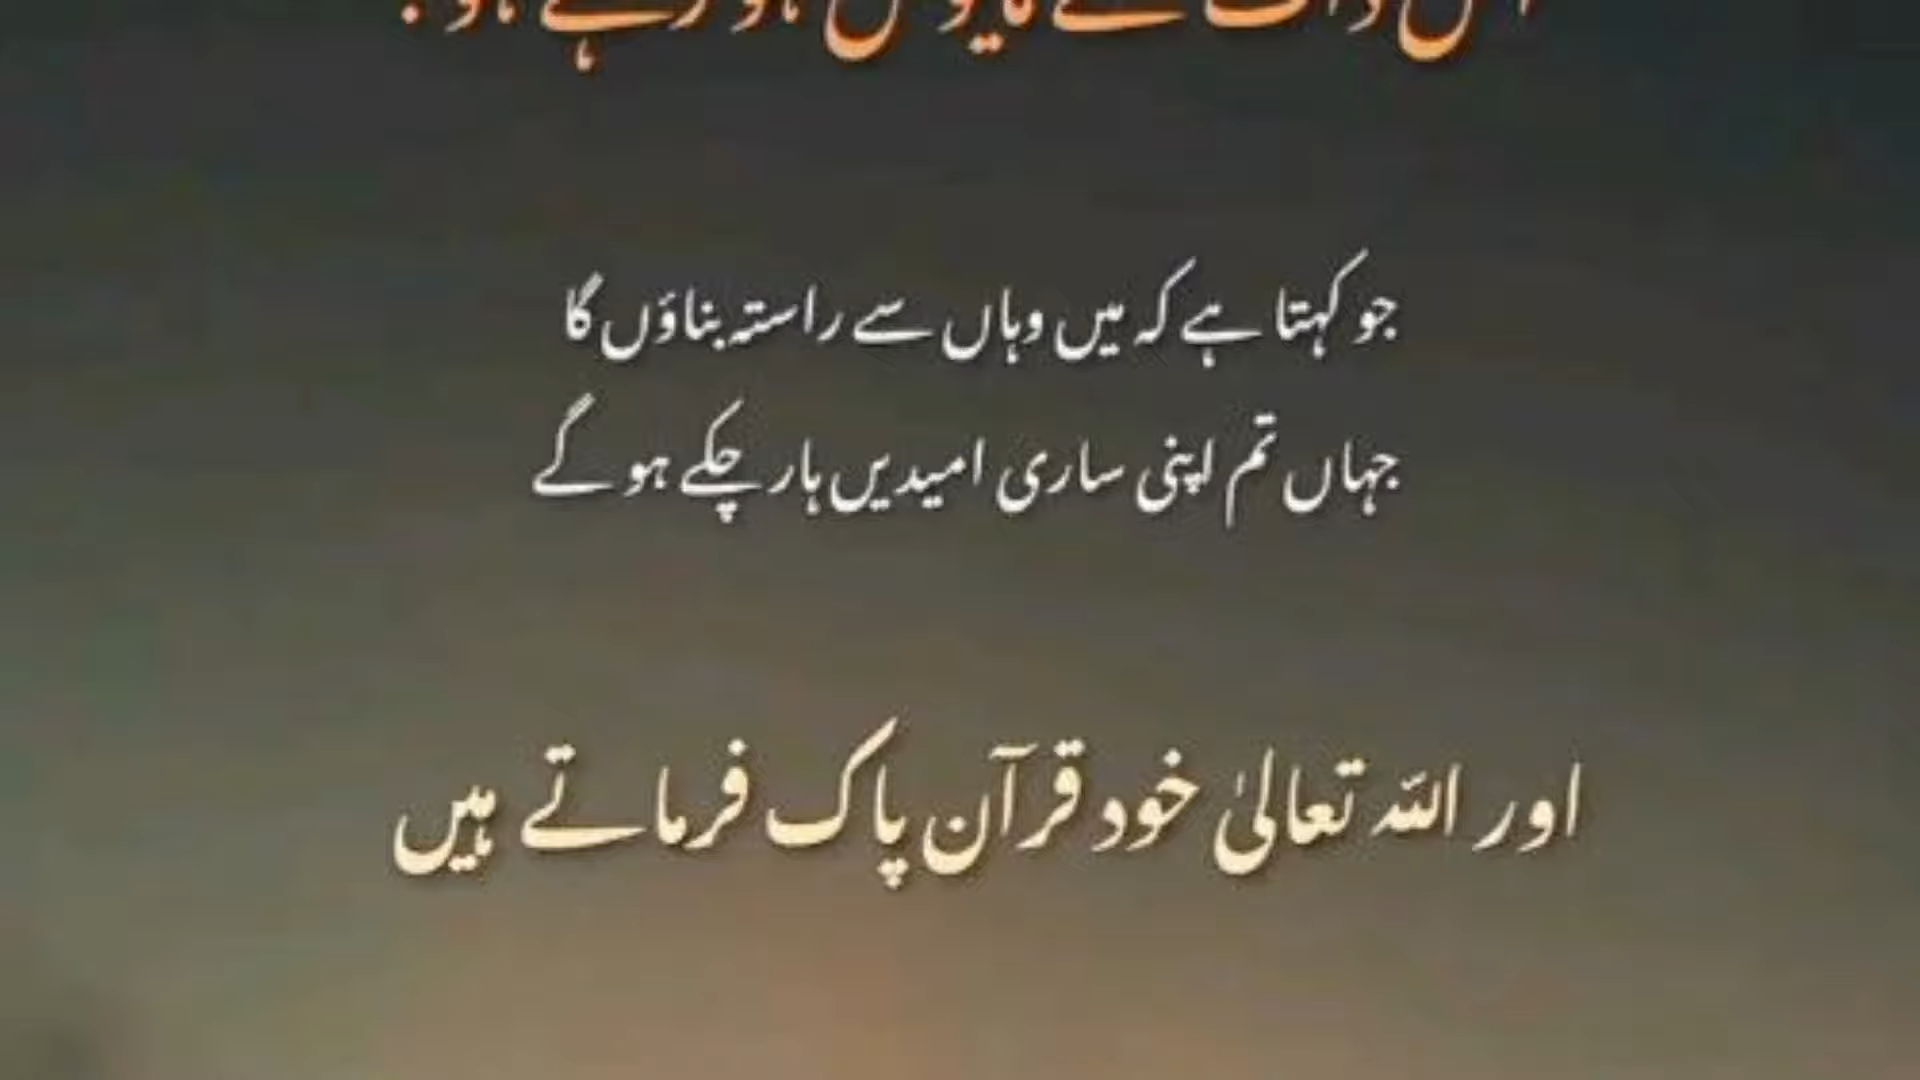 اس ذات سے مایوس ہو رہے ہو؟
جو کہتا ہے کہ میں وہاں سے راستہ بناؤں گا
جہاں تم اپنی ساری امیدیں ہار چکے ہو گے
اور اللہ تعالیٰ خود قرآن پاک فرماتے ہیں